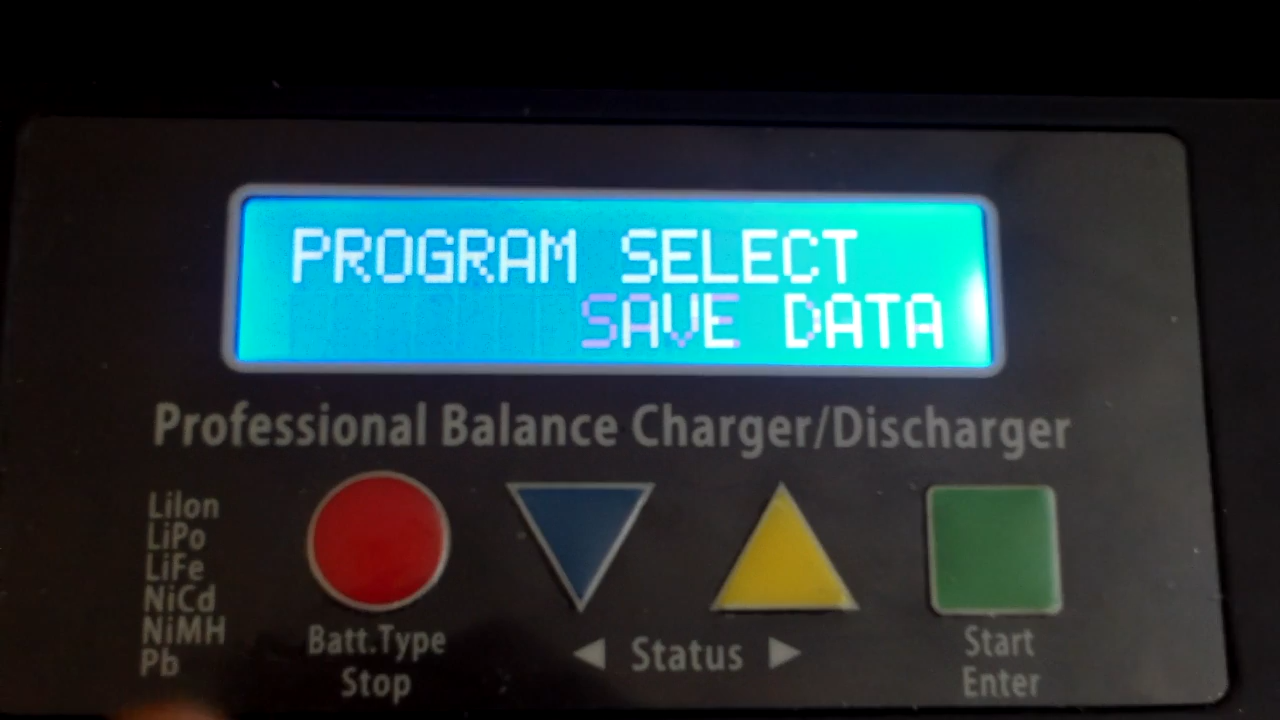 PROGRAM SELECT
SAVE DATA
Professional Balance Charger/Discharger
LiIon
LiPo
LiFe
NiCd
NiMH
Pb
Batt.Type
Stop
◀ Status ▶
Start
Enter